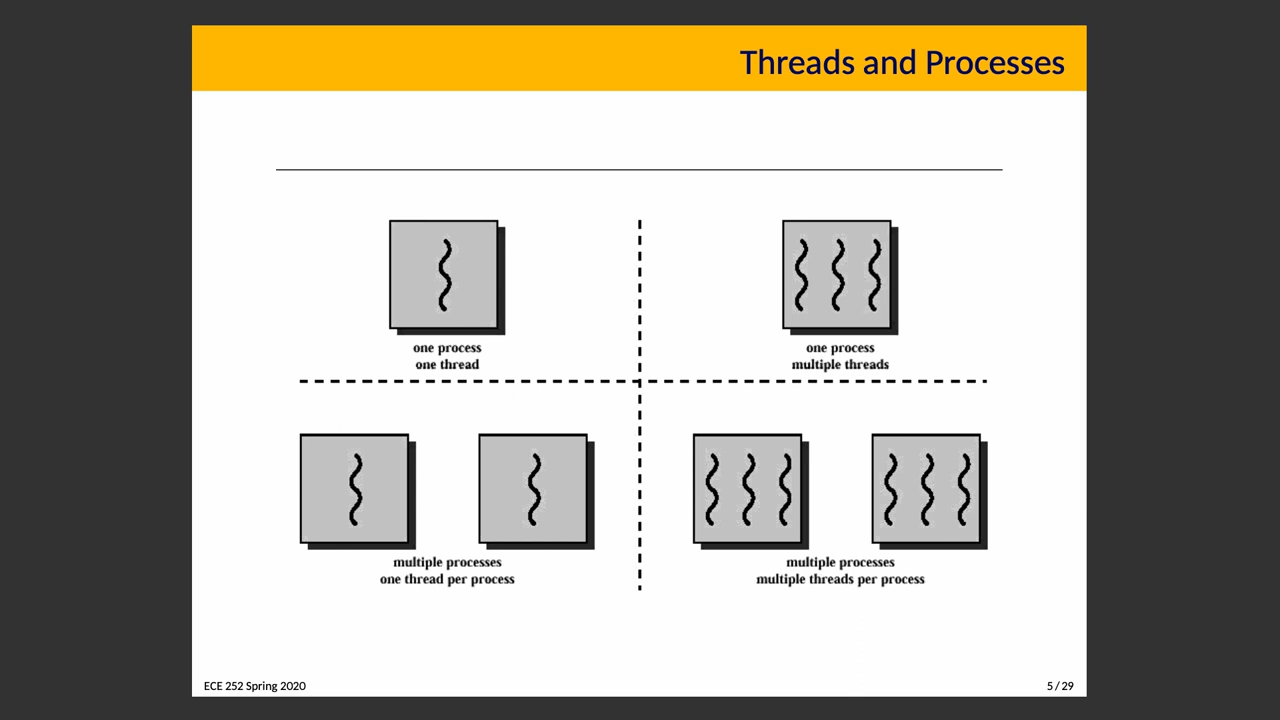 Threads and Processes
one process
one thread
one process
multiple threads
multiple processes
one thread per process
multiple processes
multiple threads per process
ECE 252 Spring 2020
5 / 29